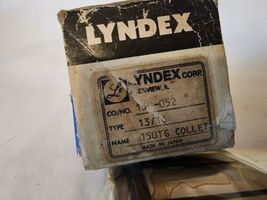 LYNDEX
LYNDEX CORP.
CO/NO. 150-052
TYPE 13/16
NAME 150TG COLLET
MADE IN JAPAN